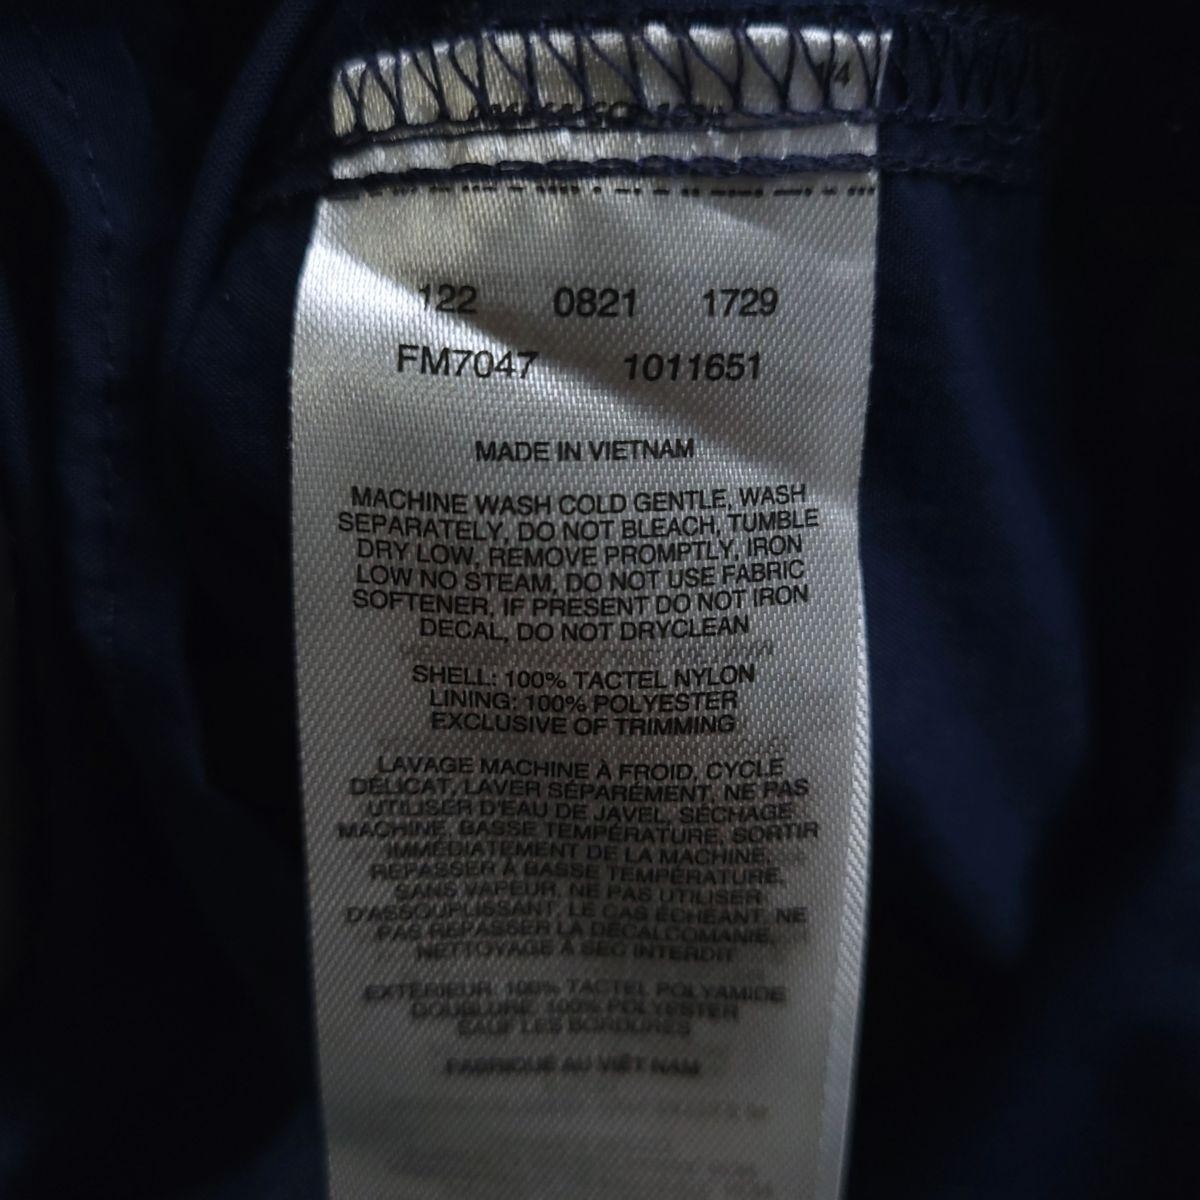 122 0821 1729
FM7047 1011651
MADE IN VIETNAM
MACHINE WASH COLD GENTLE, WASH
SEPARATELY, DO NOT BLEACH, TUMBLE
DRY LOW, REMOVE PROMPTLY, IRON
LOW NO STEAM, DO NOT USE FABRIC
SOFTENER, IF PRESENT DO NOT IRON
DECAL, DO NOT DRYCLEAN
SHELL: 100% TACTEL NYLON
LINING: 100% POLYESTER
EXCLUSIVE OF TRIMMING
LAVAGE MACHINE À FROID, CYCLE
DÉLICAT, LAVER SÉPARÉMENT, NE PAS
UTILISER D'EAU DE JAVEL, SÉCHAGE
MACHINE, BASSE TEMPÉRATURE, SORTIR
IMMÉDIATEMENT DE LA MACHINE,
REPASSER À BASSE TEMPÉRATURE,
SANS VAPEUR, NE PAS UTILISER
D'ASSOUPLISSANT, LE CAS ÉCHÉANT, NE
PAS REPASSER LA DÉCALCOMANIE,
NETTOYAGE À SEC INTERDIT
EXTÉRIEUR: 100% TACTEL POLYAMIDE
DOUBLURE: 100% POLYESTER
SAUF LES BORDURES
FABRIQUÉ AU VIÊT NAM